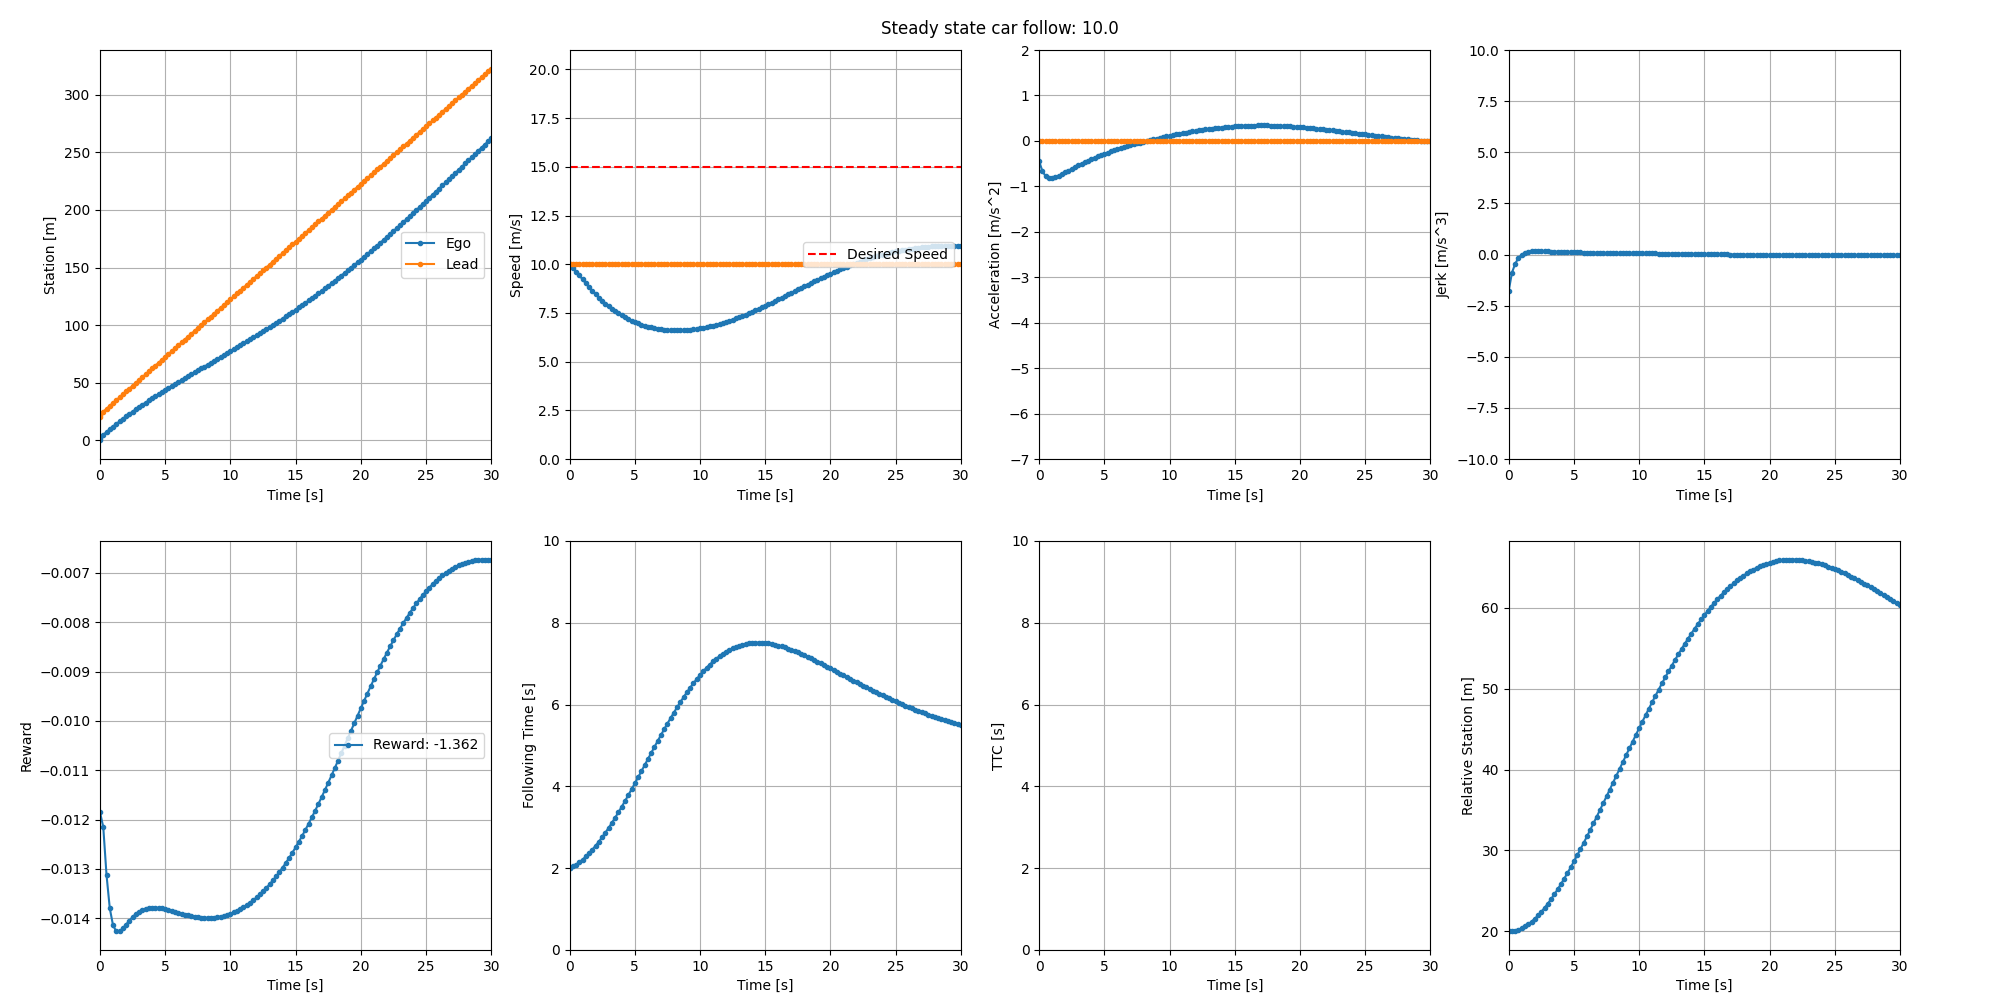 Steady state car follow: 10.0
Station [m]
300
250
200
150
100
50
0
Ego
Lead
0 5 10 15 20 25 30
Time [s]
Speed [m/s]
20.0
17.5
15.0
12.5
10.0
7.5
5.0
2.5
0.0
Desired Speed
0 5 10 15 20 25 30
Time [s]
Acceleration [m/s^2]
2
1
0
−1
−2
−3
−4
−5
−6
−7
0 5 10 15 20 25 30
Time [s]
Jerk [m/s^3]
10.0
7.5
5.0
2.5
0.0
−2.5
−5.0
−7.5
−10.0
0 5 10 15 20 25 30
Time [s]
Reward
−0.007
−0.008
−0.009
−0.010
−0.011
−0.012
−0.013
−0.014
Reward: -1.362
0 5 10 15 20 25 30
Time [s]
Following Time [s]
10
8
6
4
2
0
0 5 10 15 20 25 30
Time [s]
TTC [s]
10
8
6
4
2
0
0 5 10 15 20 25 30
Time [s]
Relative Station [m]
60
50
40
30
20
0 5 10 15 20 25 30
Time [s]